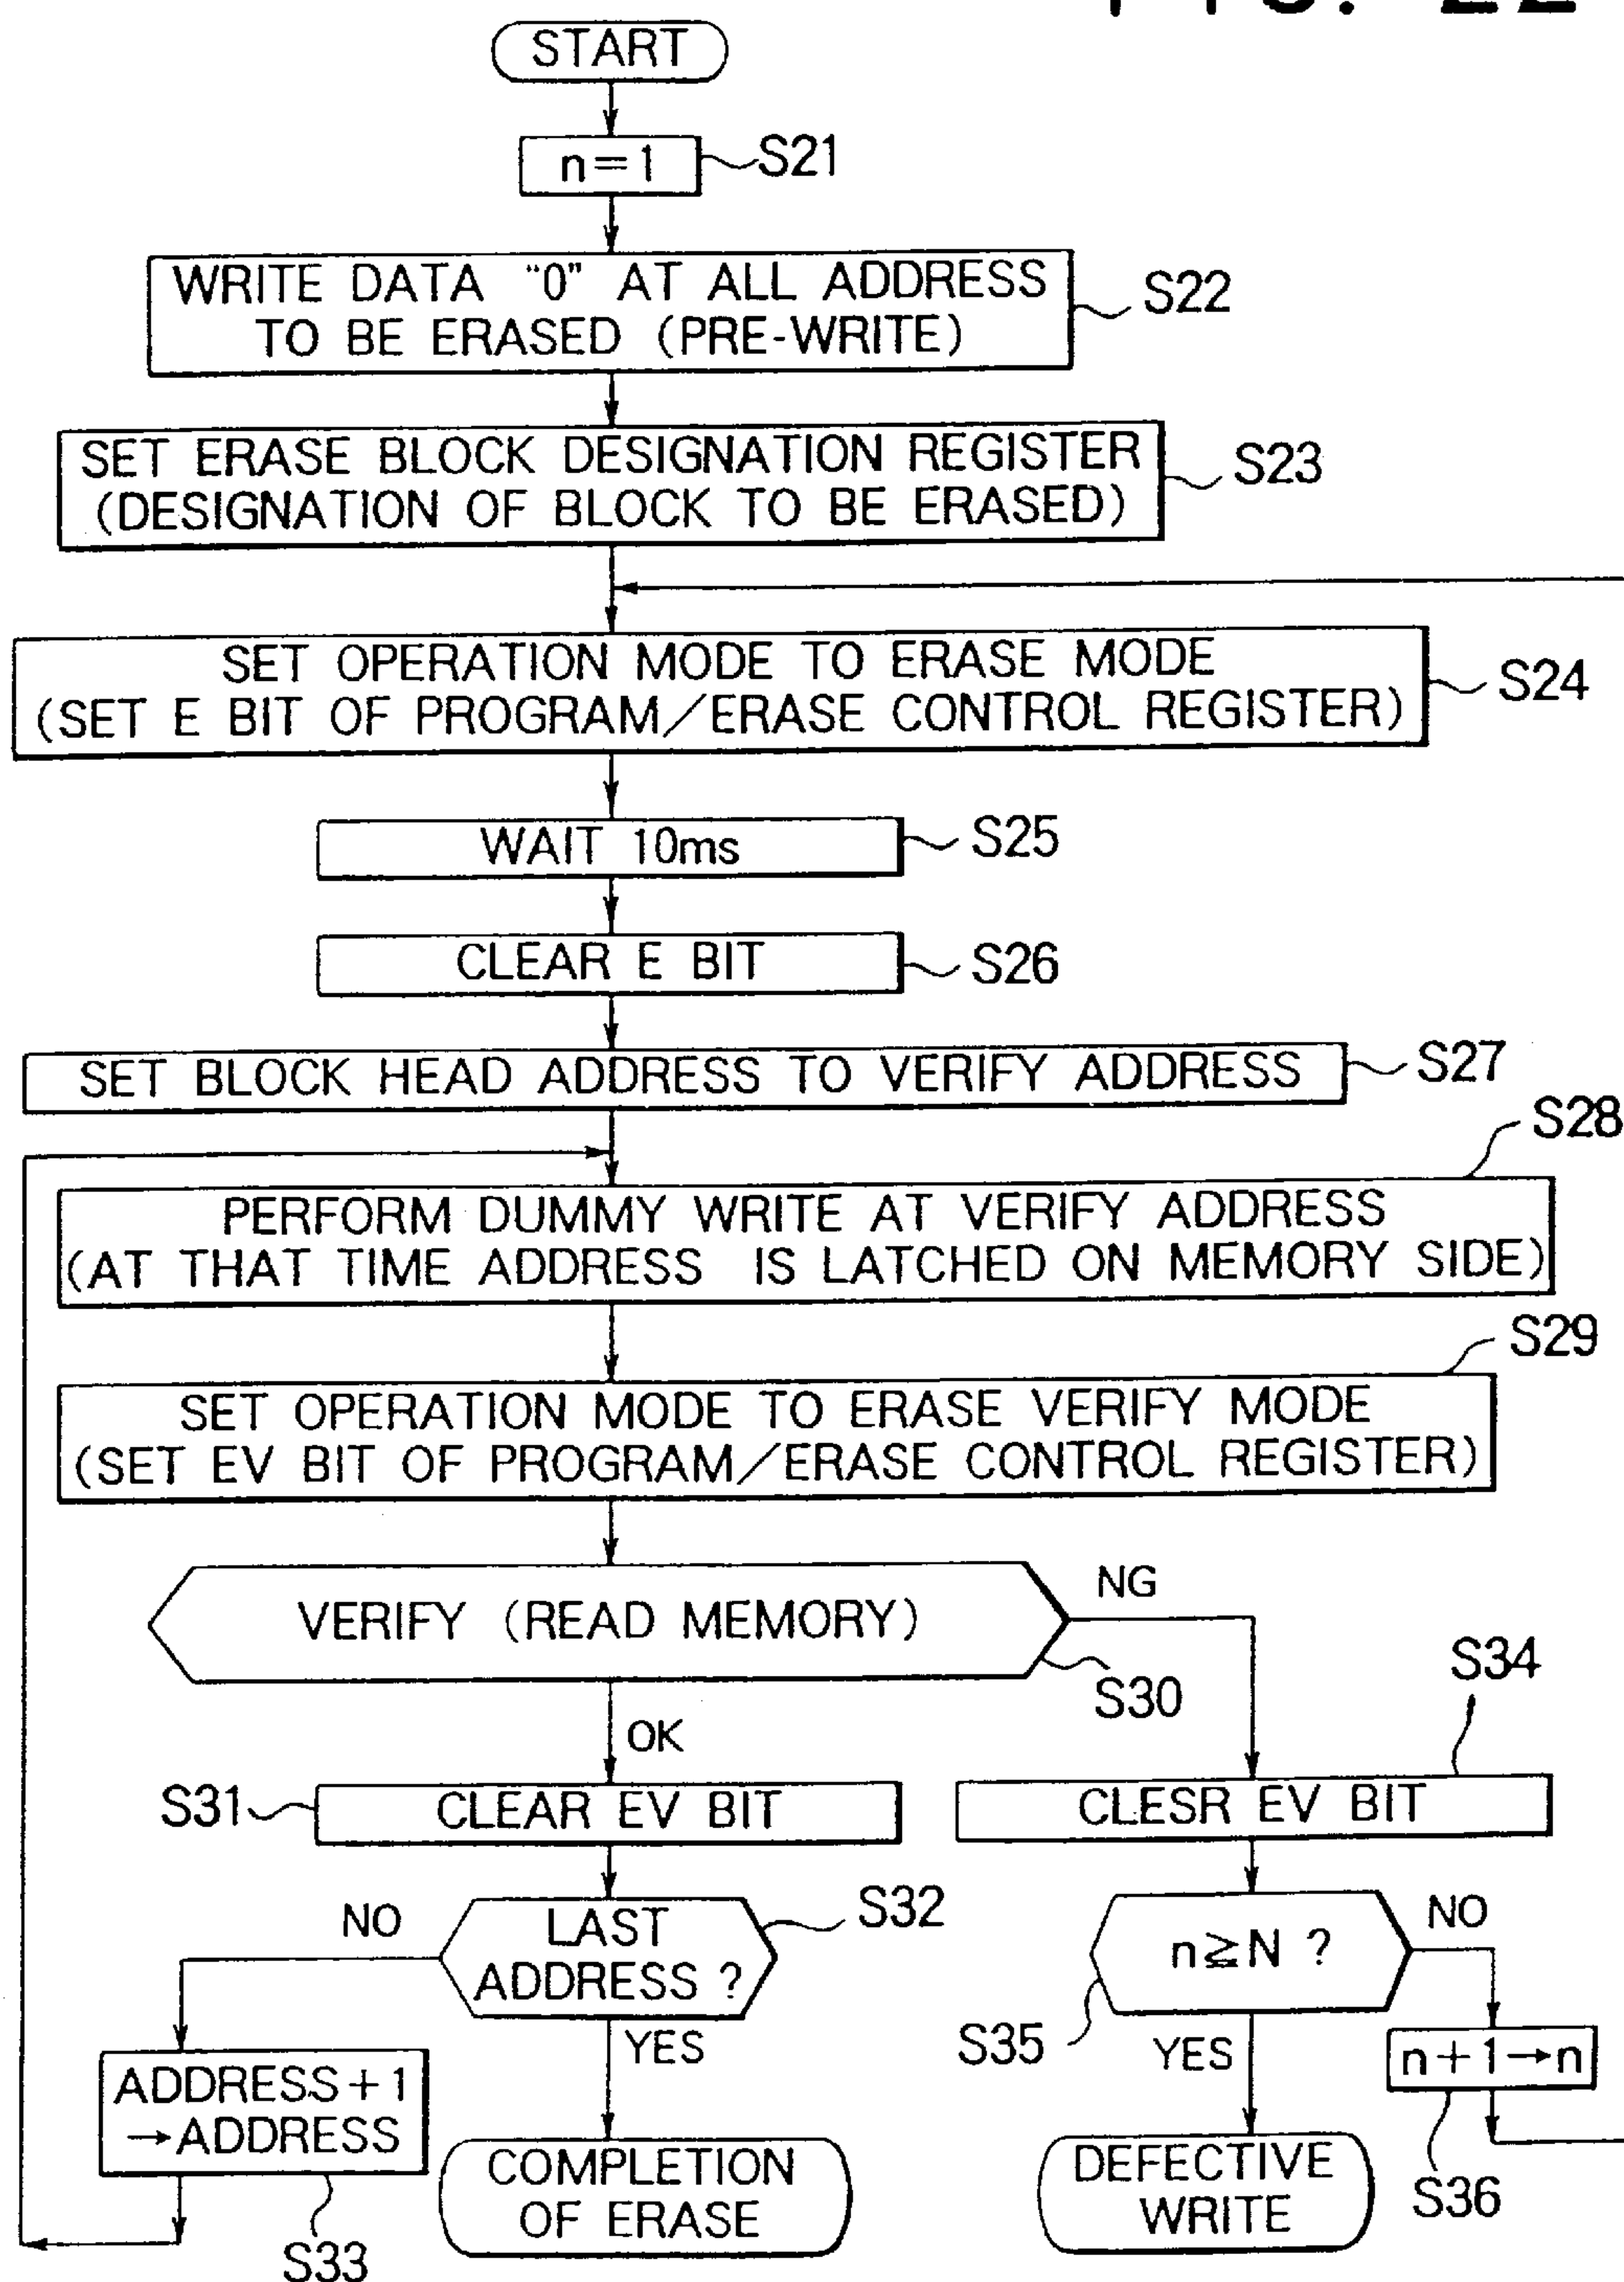 FIG. 22
START
n=1
S21
WRITE DATA "0" AT ALL ADDRESS
TO BE ERASED (PRE-WRITE)
S22
SET ERASE BLOCK DESIGNATION REGISTER
(DESIGNATION OF BLOCK TO BE ERASED)
S23
SET OPERATION MODE TO ERASE MODE
(SET E BIT OF PROGRAM/ERASE CONTROL REGISTER)
S24
WAIT 10ms
S25
CLEAR E BIT
S26
SET BLOCK HEAD ADDRESS TO VERIFY ADDRESS
S27
S28
PERFORM DUMMY WRITE AT VERIFY ADDRESS
(AT THAT TIME ADDRESS IS LATCHED ON MEMORY SIDE)
S29
SET OPERATION MODE TO ERASE VERIFY MODE
(SET EV BIT OF PROGRAM/ERASE CONTROL REGISTER)
VERIFY (READ MEMORY)
NG
S30
OK
S34
S31
CLEAR EV BIT
CLESR EV BIT
NO
LAST
ADDRESS ?
S32
n≧N ?
NO
S35
YES
YES
n+1→n
S36
ADDRESS+1
→ADDRESS
S33
COMPLETION
OF ERASE
DEFECTIVE
WRITE